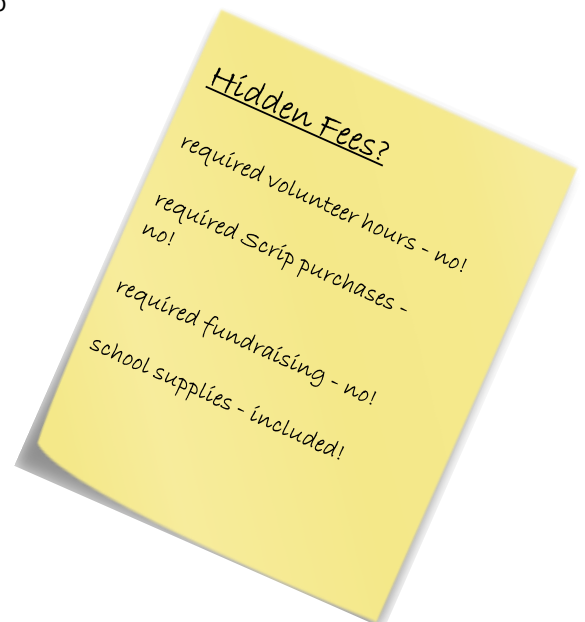 Hidden Fees?
required volunteer hours - no!
required Scrip purchases -
no!
required fundraising - no!
school supplies - included!